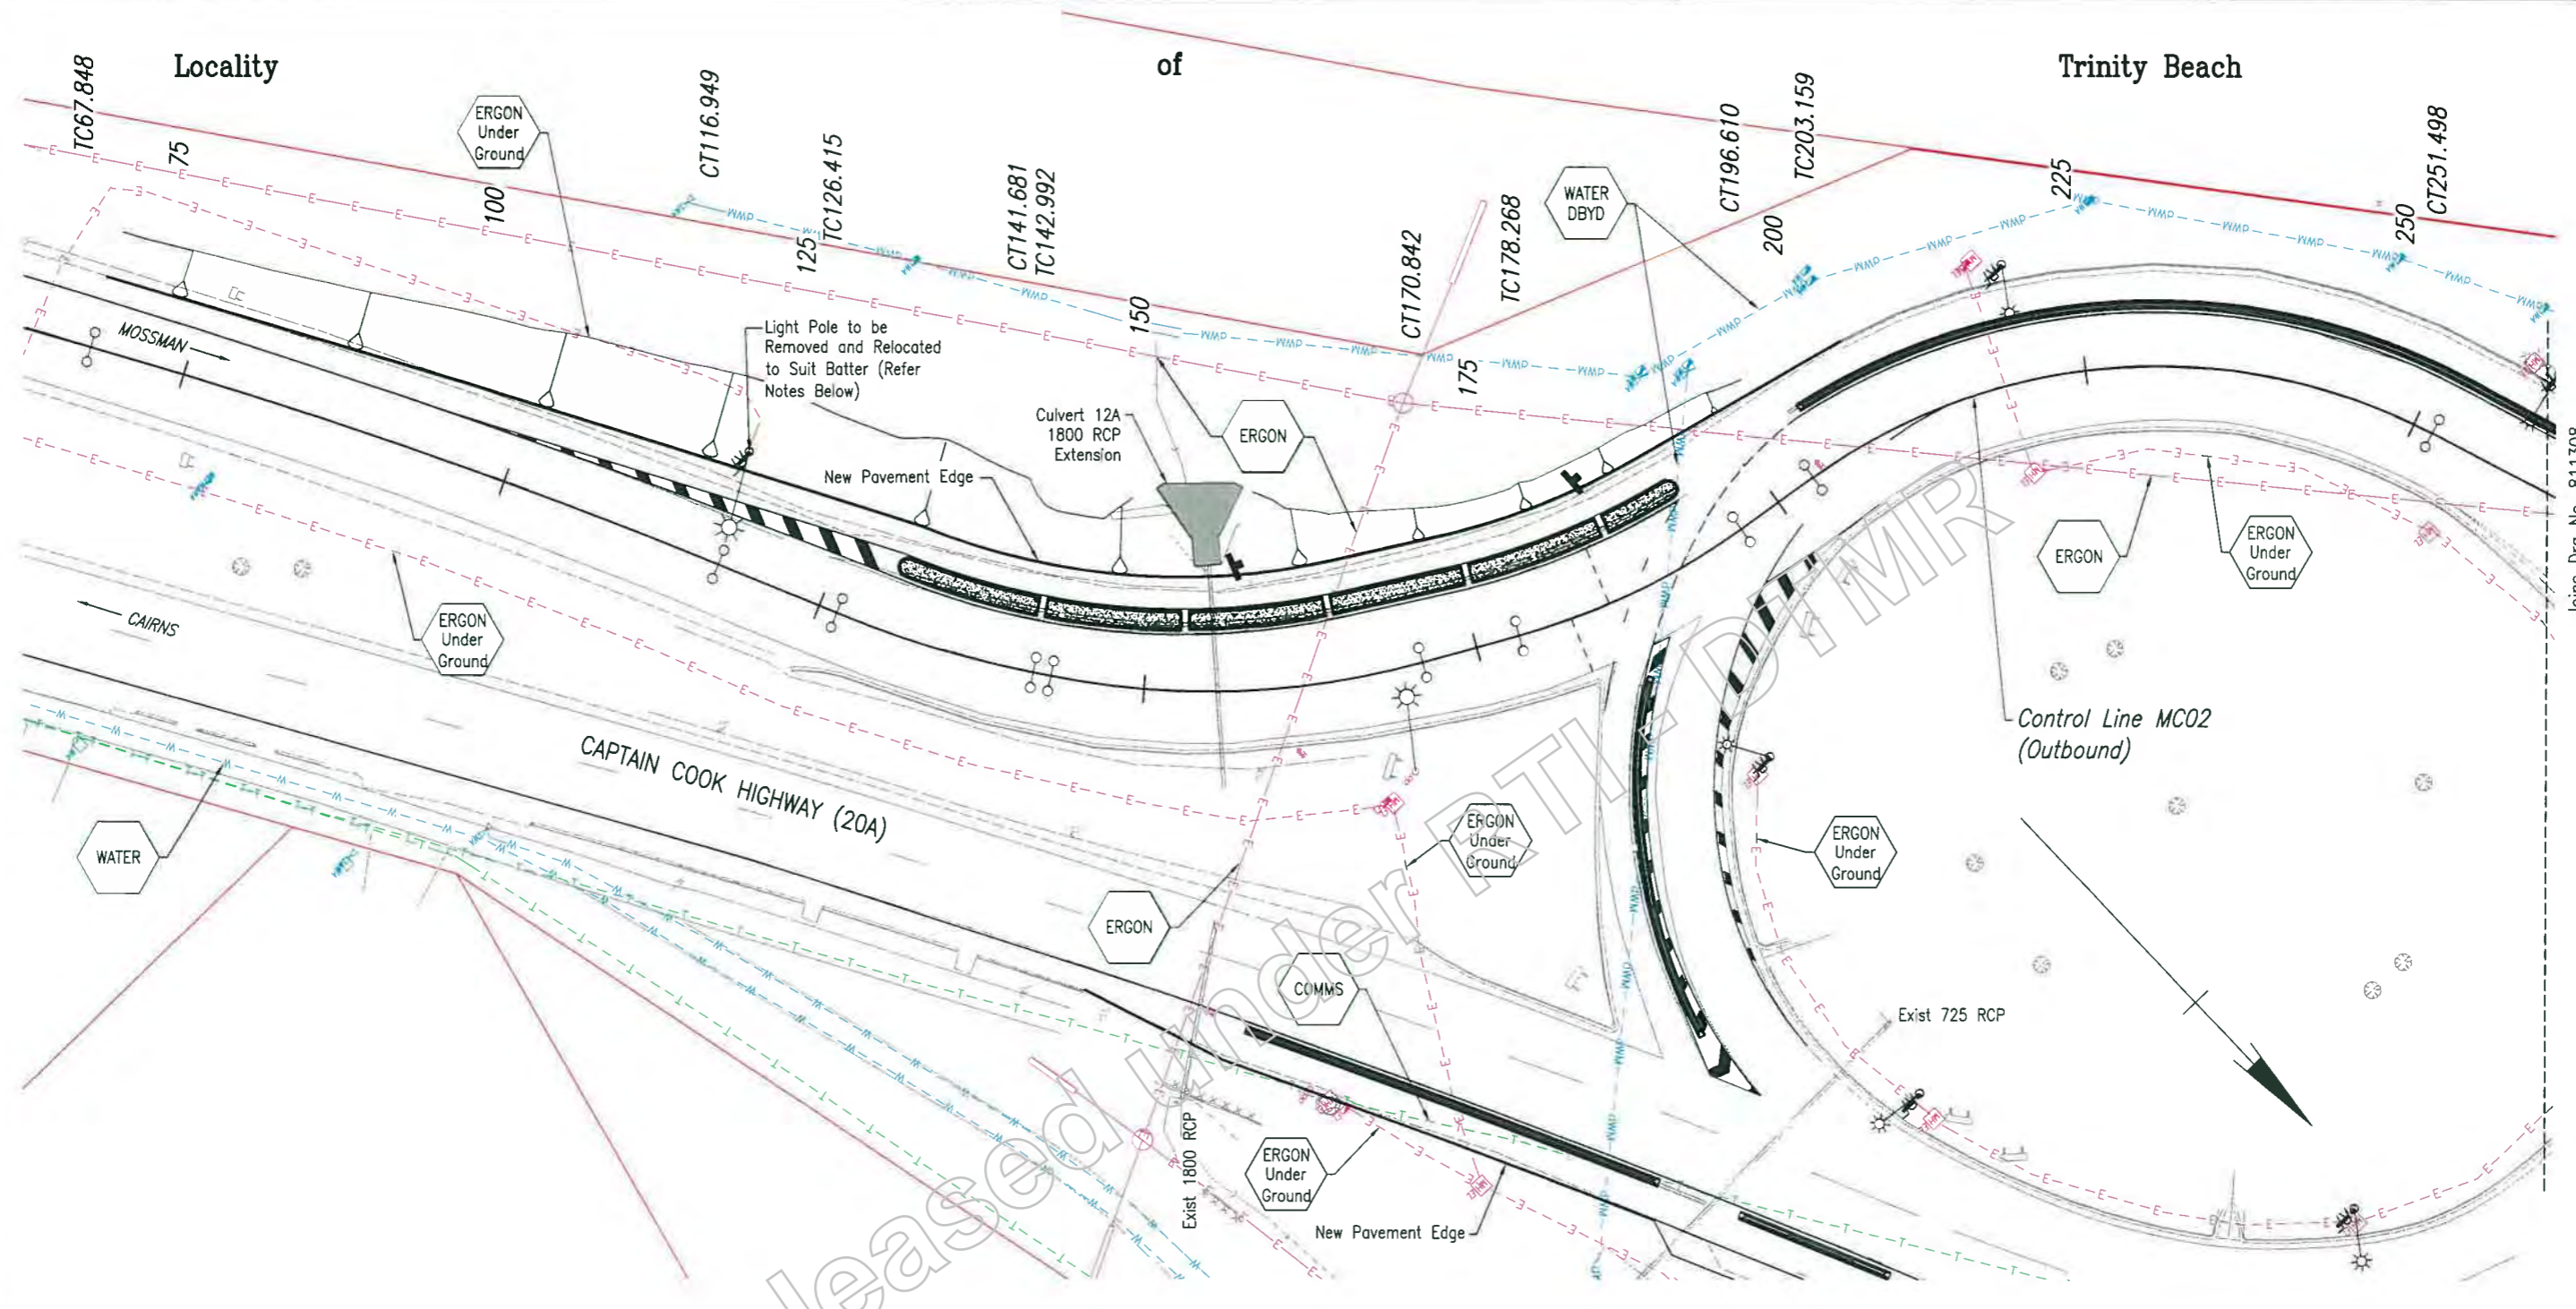 Locality of Trinity Beach
TC67.848
75
100
CT116.949
125
TC126.415
CT141.681
TC142.992
150
CT170.842
175
TC178.268
CT196.610
200
TC203.159
225
250
CT251.498
ERGON
Under
Ground
WATER
DBYD
MOSSMAN
Light Pole to be
Removed and Relocated
to Suit Batter (Refer
Notes Below)
Culvert 12A
1800 RCP
Extension
ERGON
New Pavement Edge
CAIRNS
ERGON
Under
Ground
ERGON
ERGON
Under
Ground
Control Line MC02
(Outbound)
CAPTAIN COOK HIGHWAY (20A)
WATER
ERGON
ERGON
Under
Ground
ERGON
Under
Ground
COMMS
Exist 725 RCP
Exist 1800 RCP
ERGON
Under
Ground
New Pavement Edge
leased under RTI - DTMR